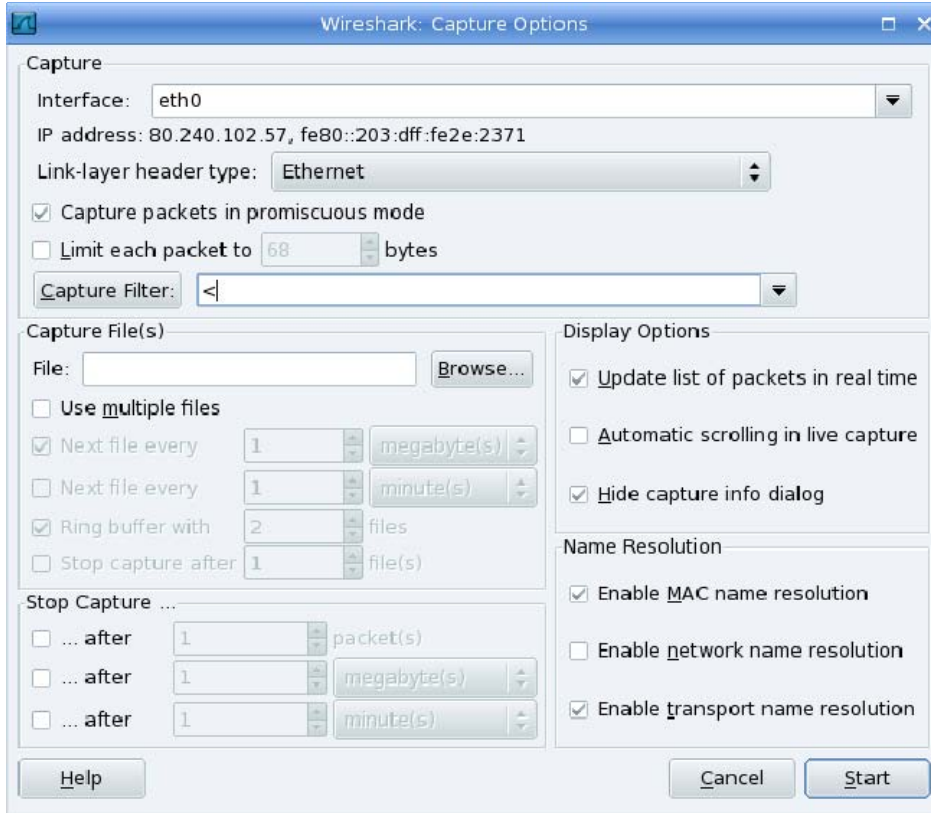 Wireshark: Capture Options
Capture
Interface: eth0
IP address: 80.240.102.57, fe80::203:dff:fe2e:2371
Link-layer header type: Ethernet
Capture packets in promiscuous mode
Limit each packet to 68 bytes
Capture Filter: <
Capture File(s)
File: Browse...
Use multiple files
Next file every 1 megabyte(s)
Next file every 1 minute(s)
Ring buffer with 2 files
Stop capture after 1 file(s)
Stop Capture ...
... after 1 packet(s)
... after 1 megabyte(s)
... after 1 minute(s)
Display Options
Update list of packets in real time
Automatic scrolling in live capture
Hide capture info dialog
Name Resolution
Enable MAC name resolution
Enable network name resolution
Enable transport name resolution
Help Cancel Start